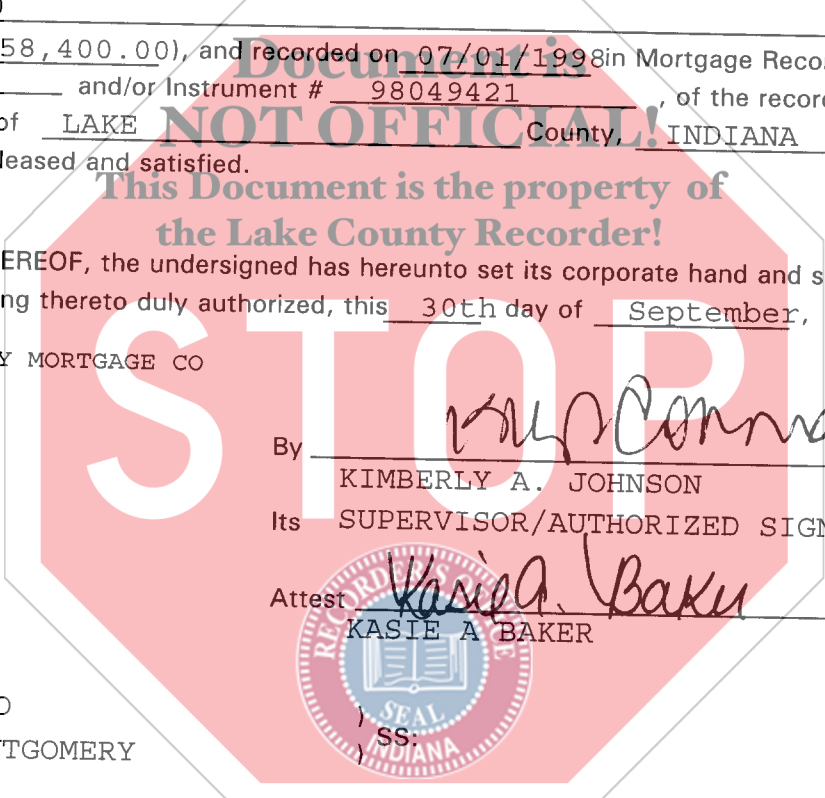 58,400.00), and recorded on 07/01/1998in Mortgage Reco
Document is
and/or Instrument # 98049421 , of the record
NOT OFFICIAL!
of LAKE County, INDIANA
leased and satisfied.
This Document is the property of
the Lake County Recorder!
EREOF, the undersigned has hereunto set its corporate hand and s
ng thereto duly authorized, this 30th day of September,
STOP
Y MORTGAGE CO
By
KIMBERLY A. JOHNSON
Its SUPERVISOR/AUTHORIZED SIGN
Attest Kasie A. Baker
KASIE A BAKER
RECORDER'S OFFICE
SEAL
INDIANA
O
) SS:
TGOMERY )